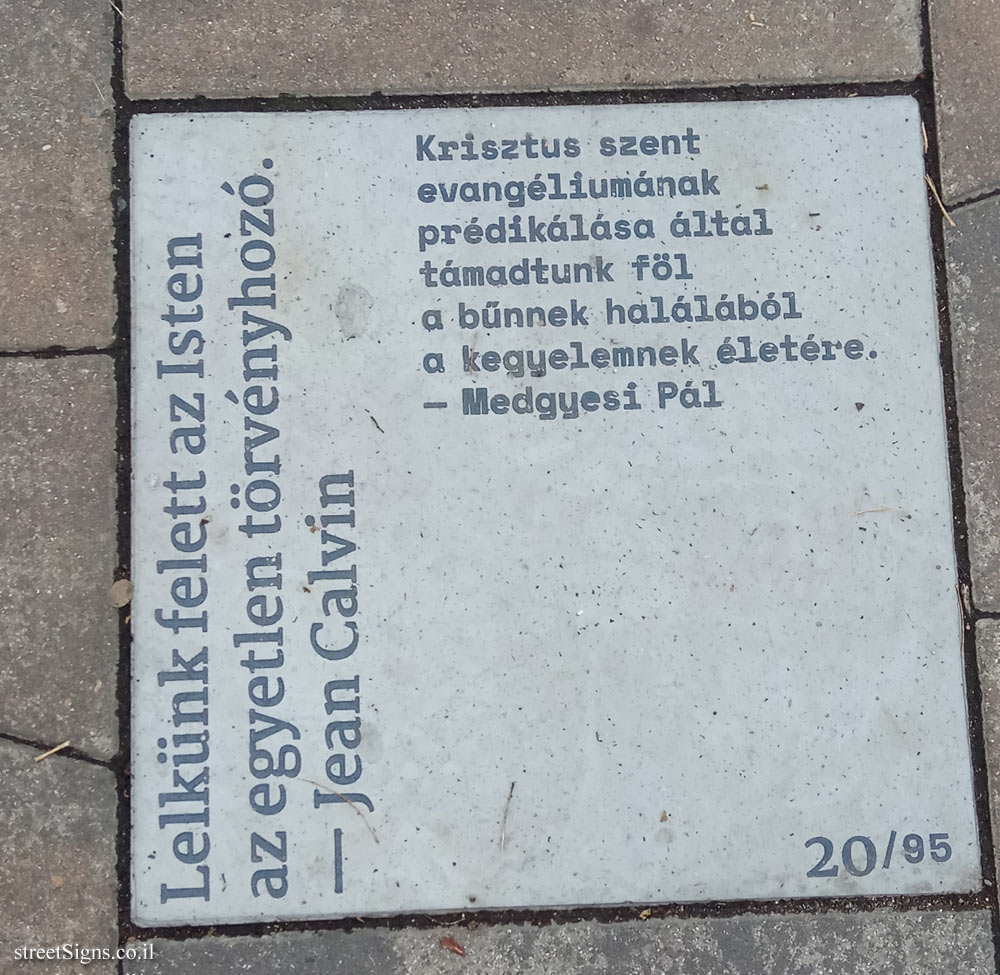 Lelkünk felett az Isten
az egyetlen törvényhozó.
— Jean Calvin
Krisztus szent
evangéliumának
prédikálása által
támadtunk föl
a bűnnek halálából
a kegyelemnek életére.
— Medgyesi Pál
20/95
streetSigns.co.il